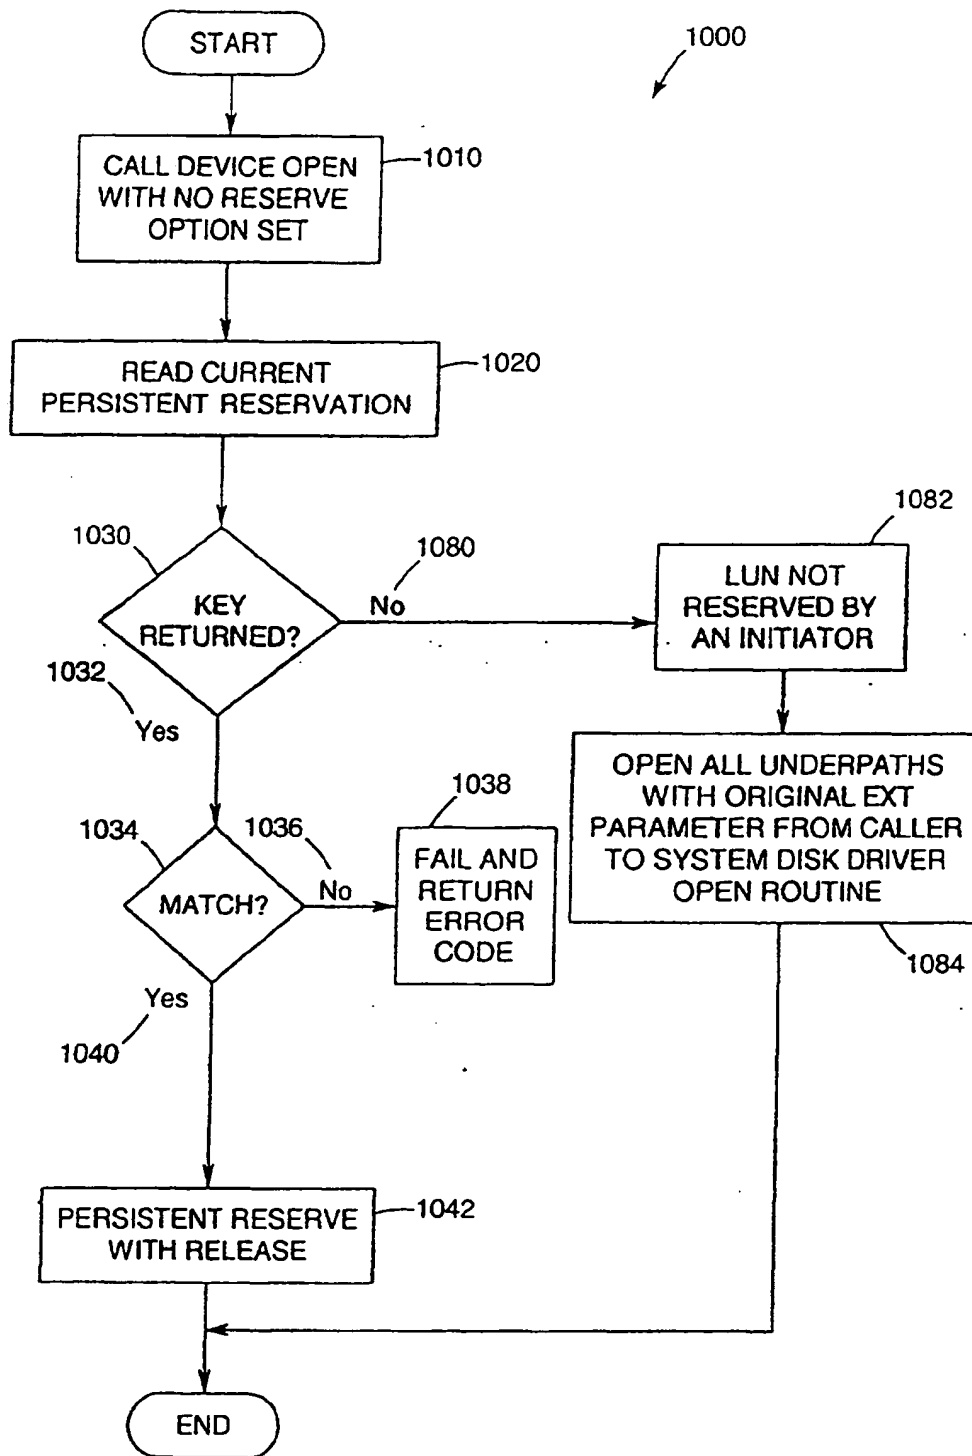 START
1000
CALL DEVICE OPEN
WITH NO RESERVE
OPTION SET
1010
READ CURRENT
PERSISTENT RESERVATION
1020
1030
KEY
RETURNED?
1080
No
1082
LUN NOT
RESERVED BY
AN INITIATOR
1032
Yes
OPEN ALL UNDERPATHS
WITH ORIGINAL EXT
PARAMETER FROM CALLER
TO SYSTEM DISK DRIVER
OPEN ROUTINE
1084
1034
MATCH?
1036
No
1038
FAIL AND
RETURN
ERROR
CODE
Yes
1040
PERSISTENT RESERVE
WITH RELEASE
1042
END